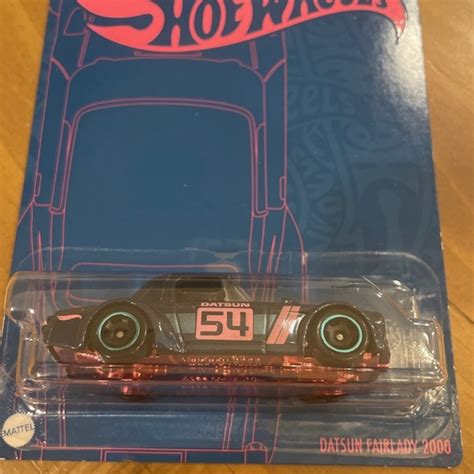 HOT WHEELS
DATSUN
54
MATTEL
DATSUN FAIRLADY 2000